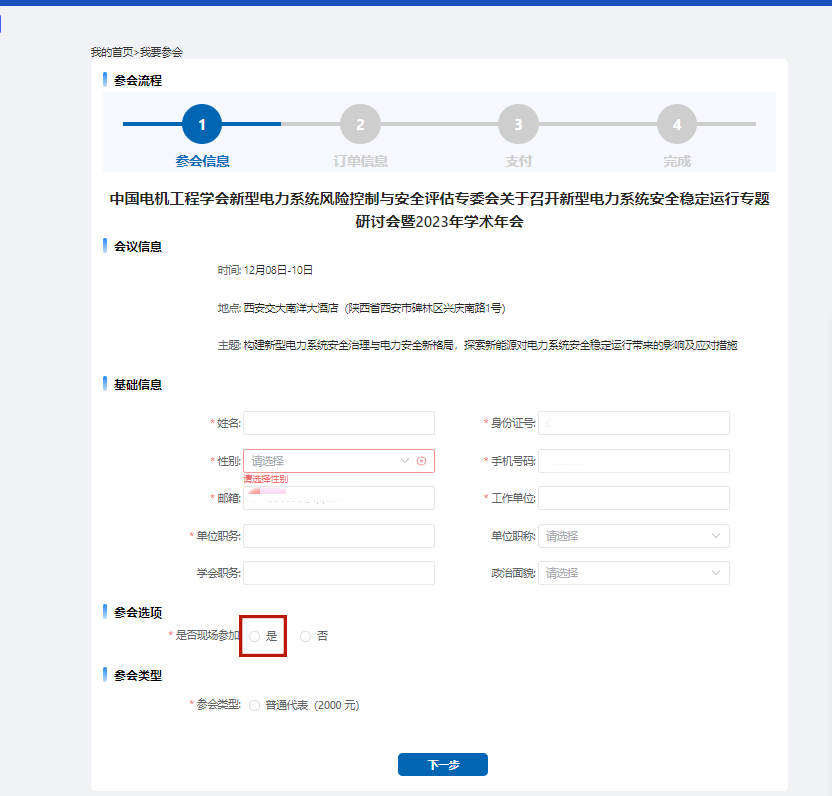 我的首页>我要参会
参会流程
1 2 3 4
参会信息 订单信息 支付 完成
中国电机工程学会新型电力系统风险控制与安全评估专委会关于召开新型电力系统安全稳定运行专题
研讨会暨2023年学术年会
会议信息
时间: 12月08日-10日
地点: 西安交大南洋大酒店（陕西省西安市碑林区兴庆南路1号）
主题: 构建新型电力系统安全治理与电力安全新格局，探索新能源对电力系统安全稳定运行带来的影响及应对措施
基础信息
* 姓名: * 身份证号:
* 性别: 请选择 * 手机号码:
请选择性别
* 邮箱: * 工作单位:
* 单位职务: 单位职称: 请选择
学会职务: 政治面貌: 请选择
参会选项
* 是否现场参加 是 否
参会类型
* 参会类型: 普通代表（2000 元）
下一步